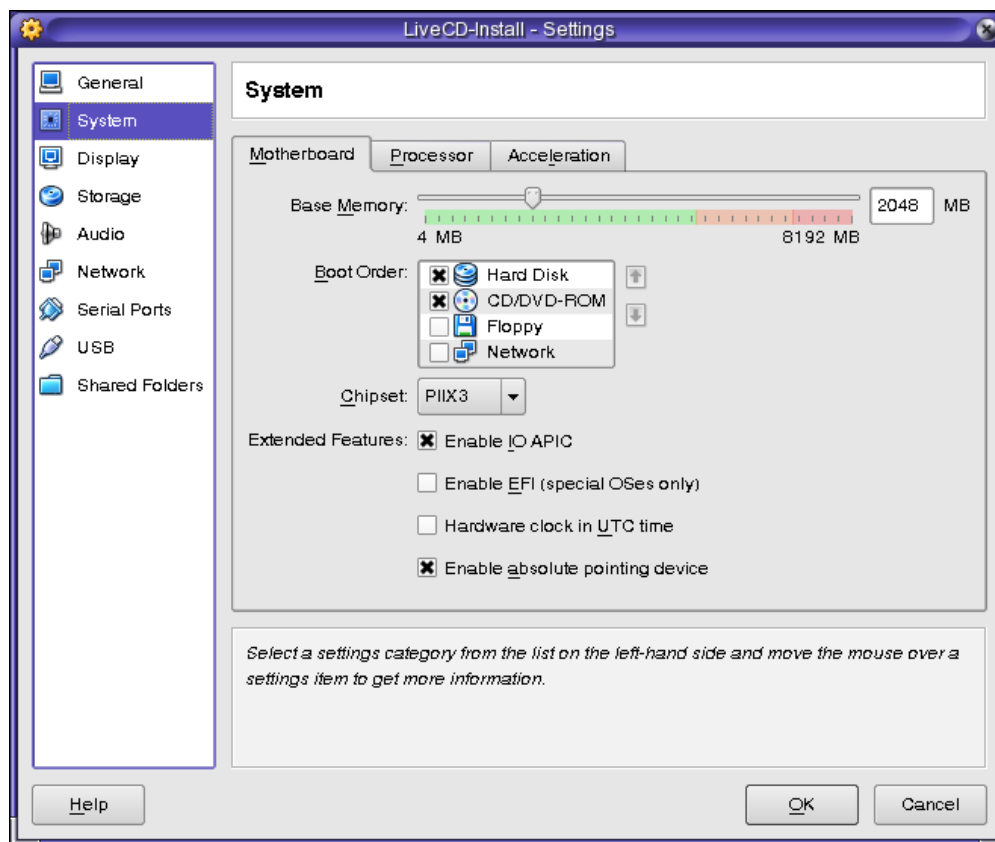 LiveCD-Install - Settings
General
System
Display
Storage
Audio
Network
Serial Ports
USB
Shared Folders
System
Motherboard Processor Acceleration
Base Memory: 2048 MB
4 MB 8192 MB
Boot Order: Hard Disk
CD/DVD-ROM
Floppy
Network
Chipset: PIIX3
Extended Features: Enable IO APIC
Enable EFI (special OSes only)
Hardware clock in UTC time
Enable absolute pointing device
Select a settings category from the list on the left-hand side and move the mouse over a
settings item to get more information.
Help OK Cancel